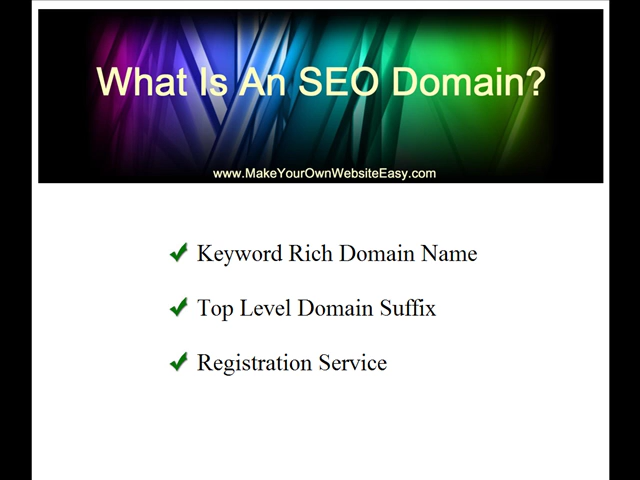 What Is An SEO Domain?
www.MakeYourOwnWebsiteEasy.com
Keyword Rich Domain Name
Top Level Domain Suffix
Registration Service